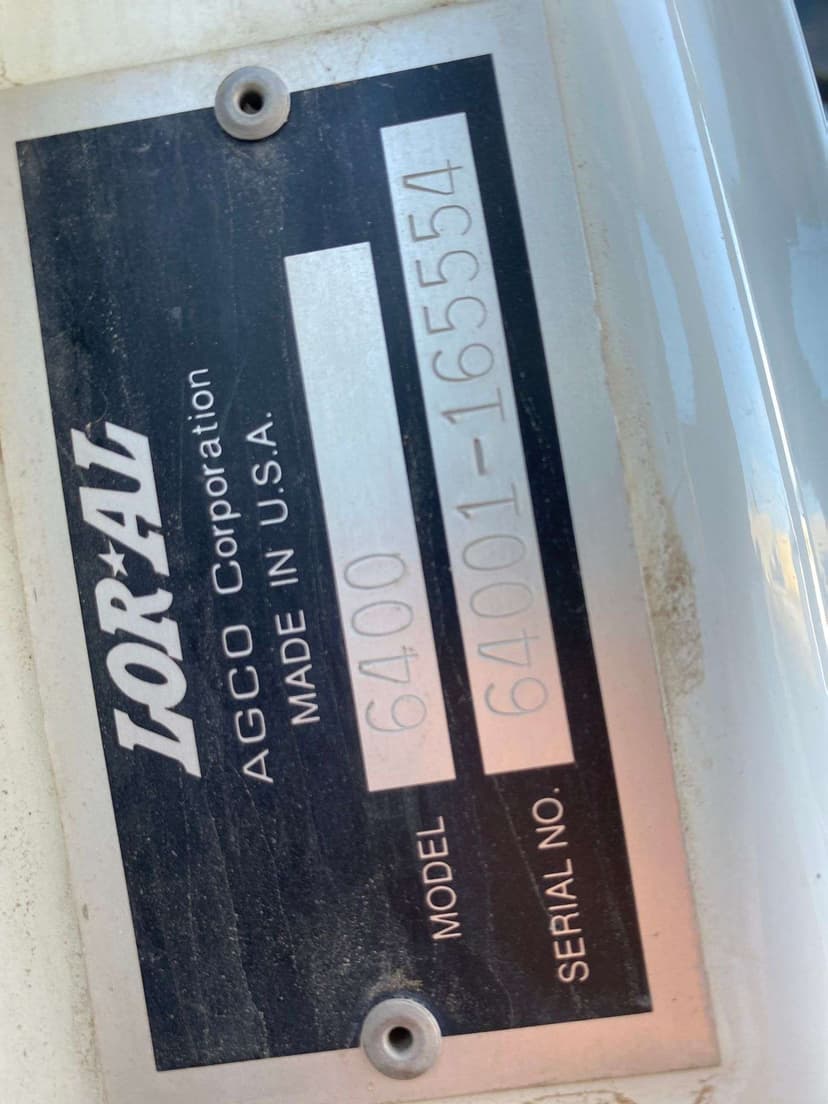 LOR★AL
AGCO Corporation
MADE IN U.S.A.
MODEL 6400
SERIAL NO. 64001-165554